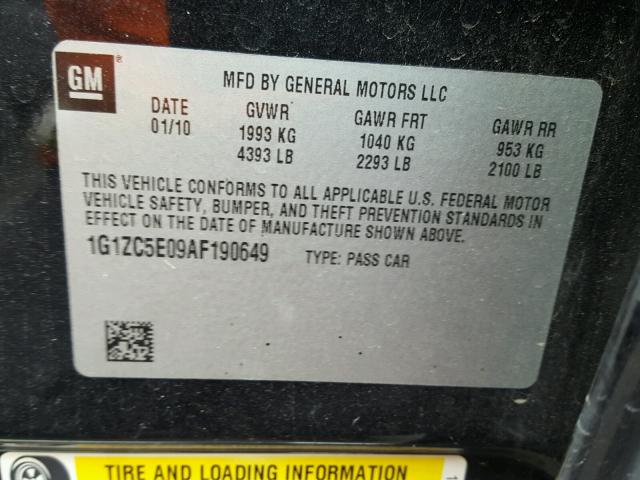 GM®
MFD BY GENERAL MOTORS LLC
DATE GVWR GAWR FRT GAWR RR
01/10 1993 KG 1040 KG 953 KG
4393 LB 2293 LB 2100 LB
THIS VEHICLE CONFORMS TO ALL APPLICABLE U.S. FEDERAL MOTOR
VEHICLE SAFETY, BUMPER, AND THEFT PREVENTION STANDARDS IN
EFFECT ON THE DATE OF MANUFACTURE SHOWN ABOVE.
1G1ZC5E09AF190649 TYPE: PASS CAR
TIRE AND LOADING INFORMATION